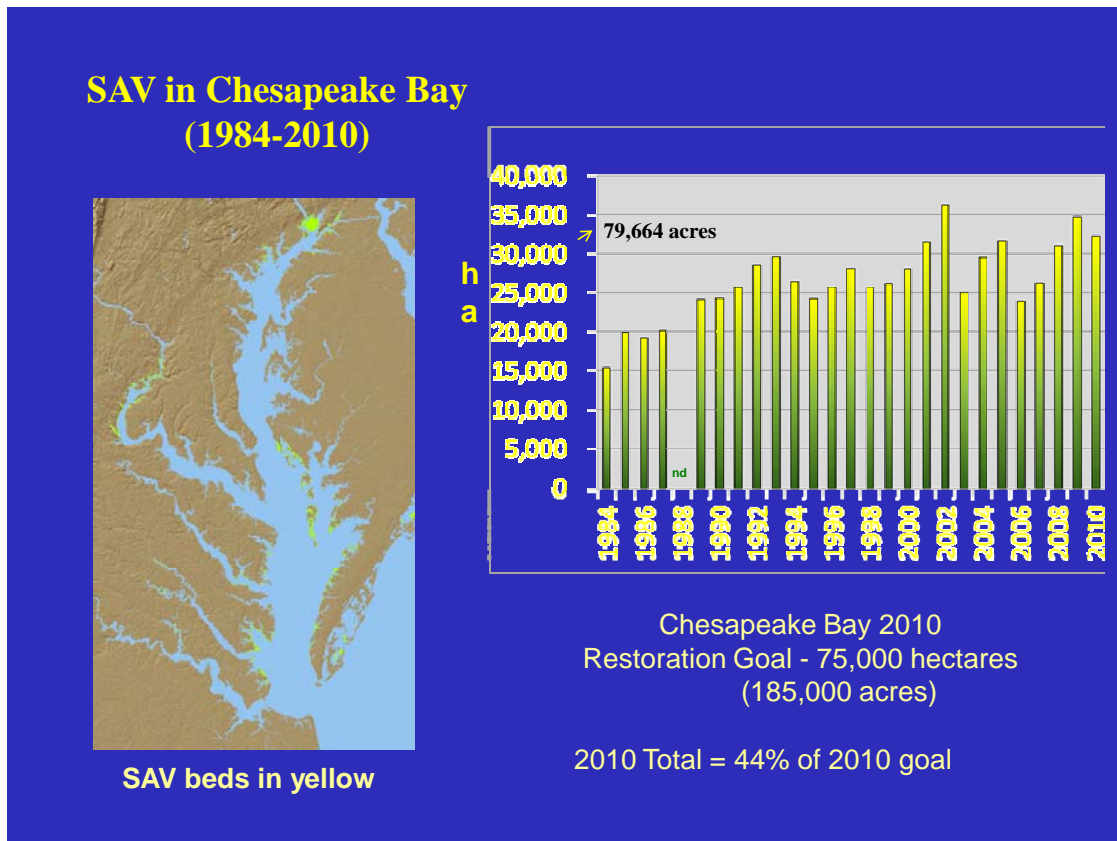 SAV in Chesapeake Bay
(1984-2010)
40,000
35,000
30,000
25,000
20,000
15,000
10,000
5,000
0
h
a
79,664 acres
nd
1984
1986
1988
1990
1992
1994
1996
1998
2000
2002
2004
2006
2008
2010
SAV beds in yellow
Chesapeake Bay 2010
Restoration Goal - 75,000 hectares
(185,000 acres)
2010 Total = 44% of 2010 goal